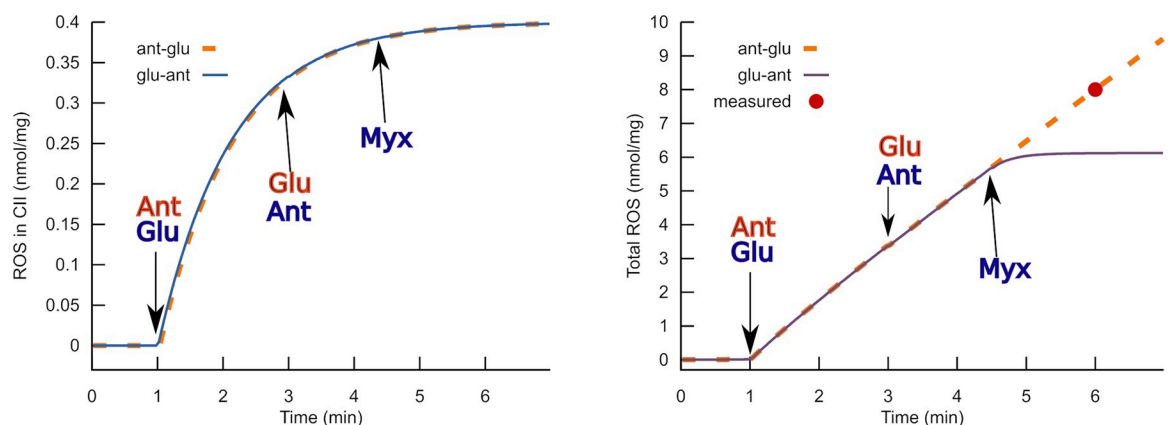 ROS in CII (nmol/mg)
0.4
0.35
0.3
0.25
0.2
0.15
0.1
0.05
0
ant-glu
glu-ant
Ant
Glu
Glu
Ant
Myx
0 1 2 3 4 5 6
Time (min)
Total ROS (nmol/mg)
10
9
8
7
6
5
4
3
2
1
0
ant-glu
glu-ant
measured
Ant
Glu
Glu
Ant
Myx
0 1 2 3 4 5 6
Time (min)